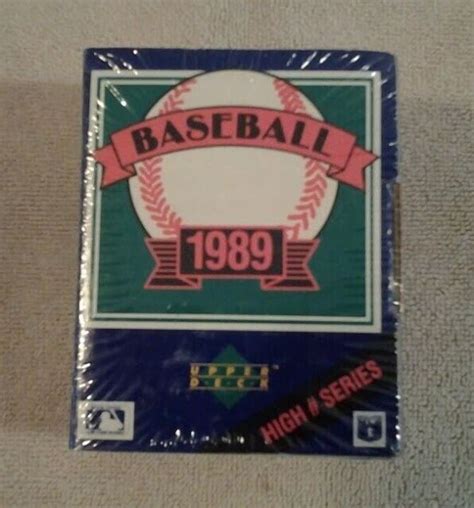 BASEBALL
1989
UPPER
DECK
HIGH # SERIES